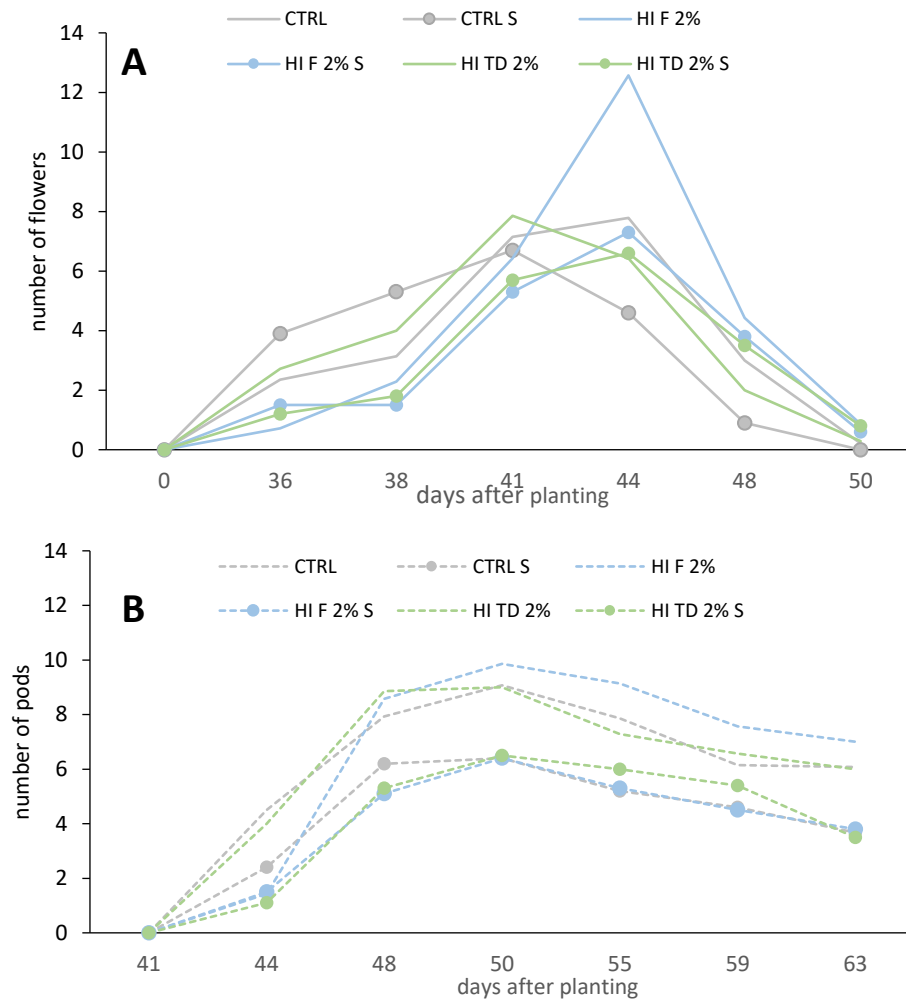 CTRL CTRL S HI F 2%
HI F 2% S HI TD 2% HI TD 2% S
A
14
12
10
8
6
4
2
0
number of flowers
0 36 38 41 44 48 50
days after planting
CTRL CTRL S HI F 2%
HI F 2% S HI TD 2% HI TD 2% S
B
14
12
10
8
6
4
2
0
number of pods
41 44 48 50 55 59 63
days after planting